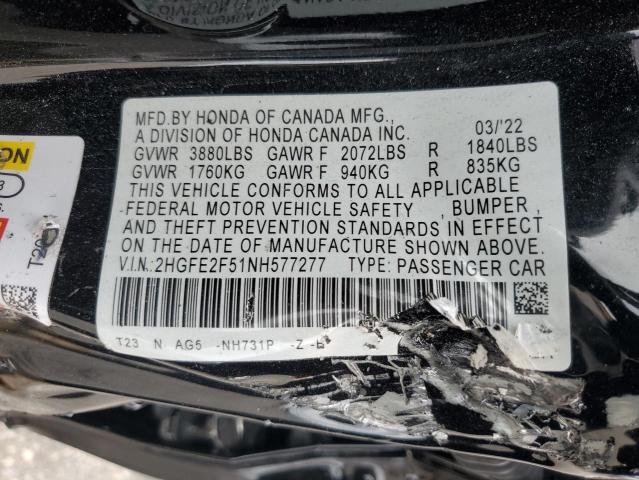 MFD.BY HONDA OF CANADA MFG.,
A DIVISION OF HONDA CANADA INC. 03/'22
GVWR 3880LBS GAWR F 2072LBS R 1840LBS
GVWR 1760KG GAWR F 940KG R 835KG
THIS VEHICLE CONFORMS TO ALL APPLICABLE
FEDERAL MOTOR VEHICLE SAFETY , BUMPER,
AND THEFT PREVENTION STANDARDS IN EFFECT
ON THE DATE OF MANUFACTURE SHOWN ABOVE.
V.I.N.:2HGFE2F51NH577277 TYPE: PASSENGER CAR
T23 N AG5 -NH731P -Z -B